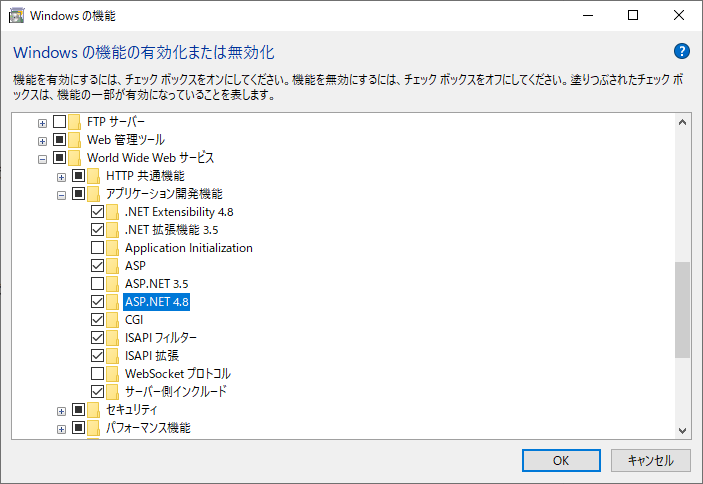 Windows の機能
Windows の機能の有効化または無効化
機能を有効にするには、チェック ボックスをオンにしてください。機能を無効にするには、チェック ボックスをオフにしてください。塗りつぶされたチェック ボ
ックスは、機能の一部が有効になっていることを表します。
FTP サーバー
Web 管理ツール
World Wide Web サービス
HTTP 共通機能
アプリケーション開発機能
.NET Extensibility 4.8
.NET 拡張機能 3.5
Application Initialization
ASP
ASP.NET 3.5
ASP.NET 4.8
CGI
ISAPI フィルター
ISAPI 拡張
WebSocket プロトコル
サーバー側インクルード
セキュリティ
パフォーマンス機能
OK
キャンセル